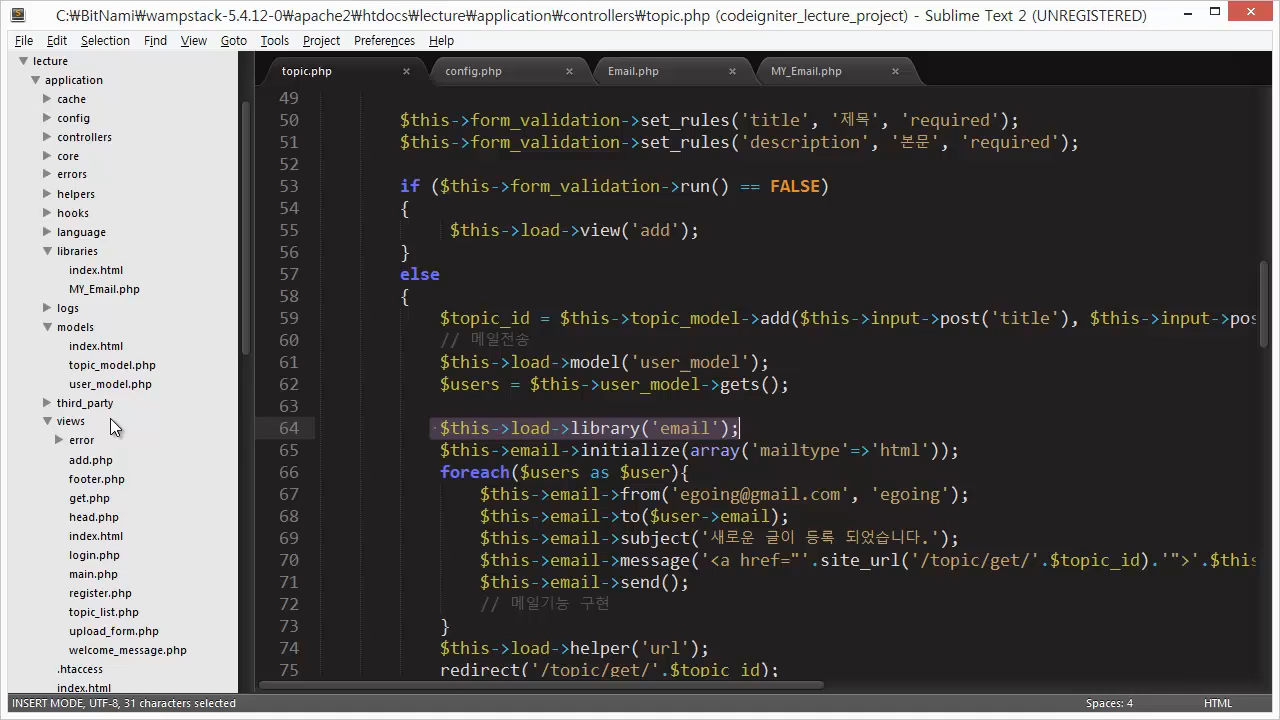 C:₩BitNami₩wampstack-5.4.12-0₩apache2₩htdocs₩lecture₩application₩controllers₩topic.php (codeigniter_lecture_project) - Sublime Text 2 (UNREGISTERED)
File Edit Selection Find View Goto Tools Project Preferences Help
lecture
application
cache
config
controllers
core
errors
helpers
hooks
language
libraries
index.html
MY_Email.php
logs
models
index.html
topic_model.php
user_model.php
third_party
views
error
add.php
footer.php
get.php
head.php
index.html
login.php
main.php
register.php
topic_list.php
upload_form.php
welcome_message.php
.htaccess
index.html
topic.php × config.php × Email.php × MY_Email.php ×
49
50 $this->form_validation->set_rules('title', '제목', 'required');
51 $this->form_validation->set_rules('description', '본문', 'required');
52
53 if ($this->form_validation->run() == FALSE)
54 {
55 $this->load->view('add');
56 }
57 else
58 {
59 $topic_id = $this->topic_model->add($this->input->post('title'), $this->input->pos
60 // 메일전송
61 $this->load->model('user_model');
62 $users = $this->user_model->gets();
63
64 $this->load->library('email');
65 $this->email->initialize(array('mailtype'=>'html'));
66 foreach($users as $user){
67 $this->email->from('egoing@gmail.com', 'egoing');
68 $this->email->to($user->email);
69 $this->email->subject('새로운 글이 등록 되었습니다.');
70 $this->email->message('<a href="'.site_url('/topic/get/'.$topic_id).'">'.$this
71 $this->email->send();
72 // 메일기능 구현
73 }
74 $this->load->helper('url');
75 redirect('/topic/get/'.$topic_id);
INSERT MODE, UTF-8, 31 characters selected Spaces: 4 HTML